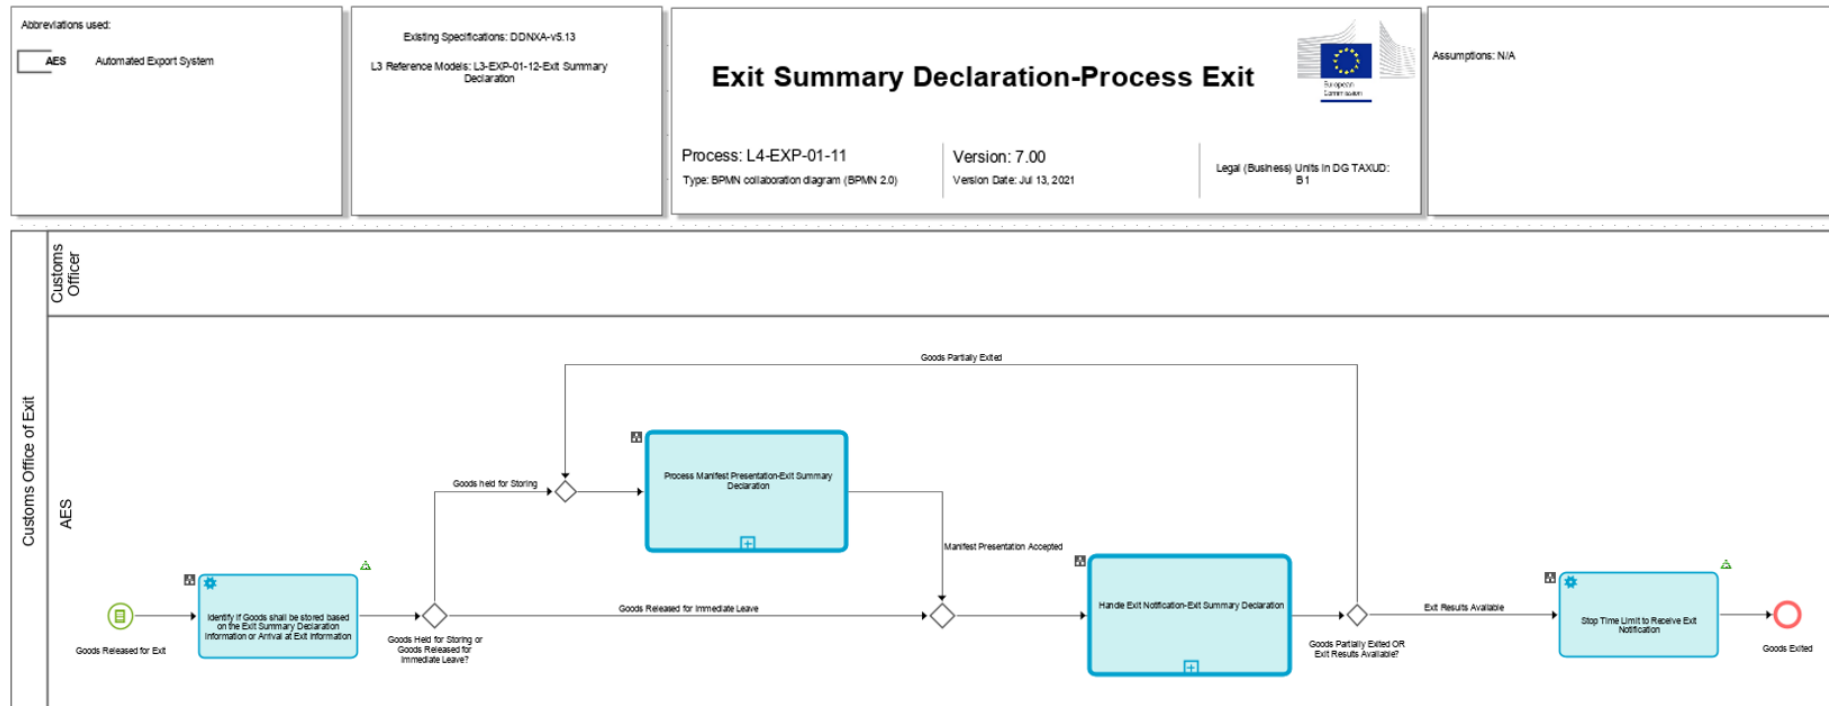 Abbreviations used:
AES Automated Export System
Existing Specifications: DDNXA-v5.13
L3 Reference Models: L3-EXP-01-12-Exit Summary
Declaration
Exit Summary Declaration-Process Exit
European
Commission
Process: L4-EXP-01-11
Type: BPMN collaboration diagram (BPMN 2.0)
Version: 7.00
Version Date: Jul 13, 2021
Legal (Business) Units in DG TAXUD:
B1
Assumptions: N/A
Customs Office of Exit
Customs
Officer
AES
Goods Partially Exited
Goods held for Storing
Process Manifest Presentation-Exit Summary
Declaration
Manifest Presentation Accepted
Goods Released for Exit
Identify if Goods shall be stored based
on the Exit Summary Declaration
Information or Arrival at Exit Information
Goods Held for Storing or
Goods Released for
Immediate Leave?
Goods Released for Immediate Leave
Handle Exit Notification-Exit Summary Declaration
Goods Partially Exited OR
Exit Results Available?
Exit Results Available
Stop Time Limit to Receive Exit
Notification
Goods Exited